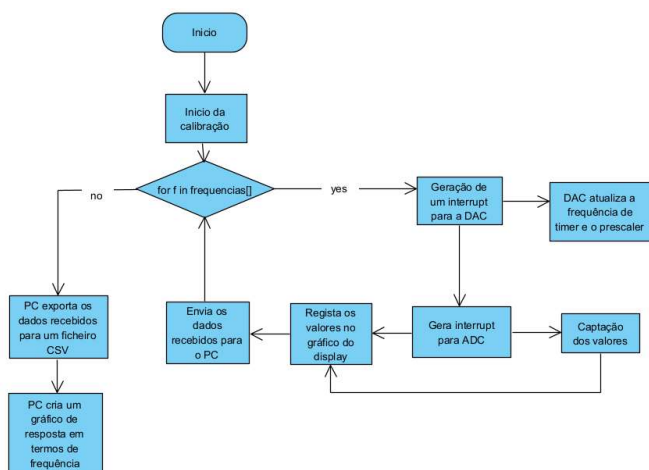 Inicio
Inicio da
calibração
for f in frequencias[]
no
yes
Geração de
um interrupt
para a DAC
DAC atualiza a
frequência de
timer e o prescaler
PC exporta os
dados recebidos
para um ficheiro
CSV
Envia os
dados
recebidos para
o PC
Regista os
valores no
gráfico do
display
Gera interrupt
para ADC
Captação
dos valores
PC cria um
gráfico de
resposta em
termos de
frequência